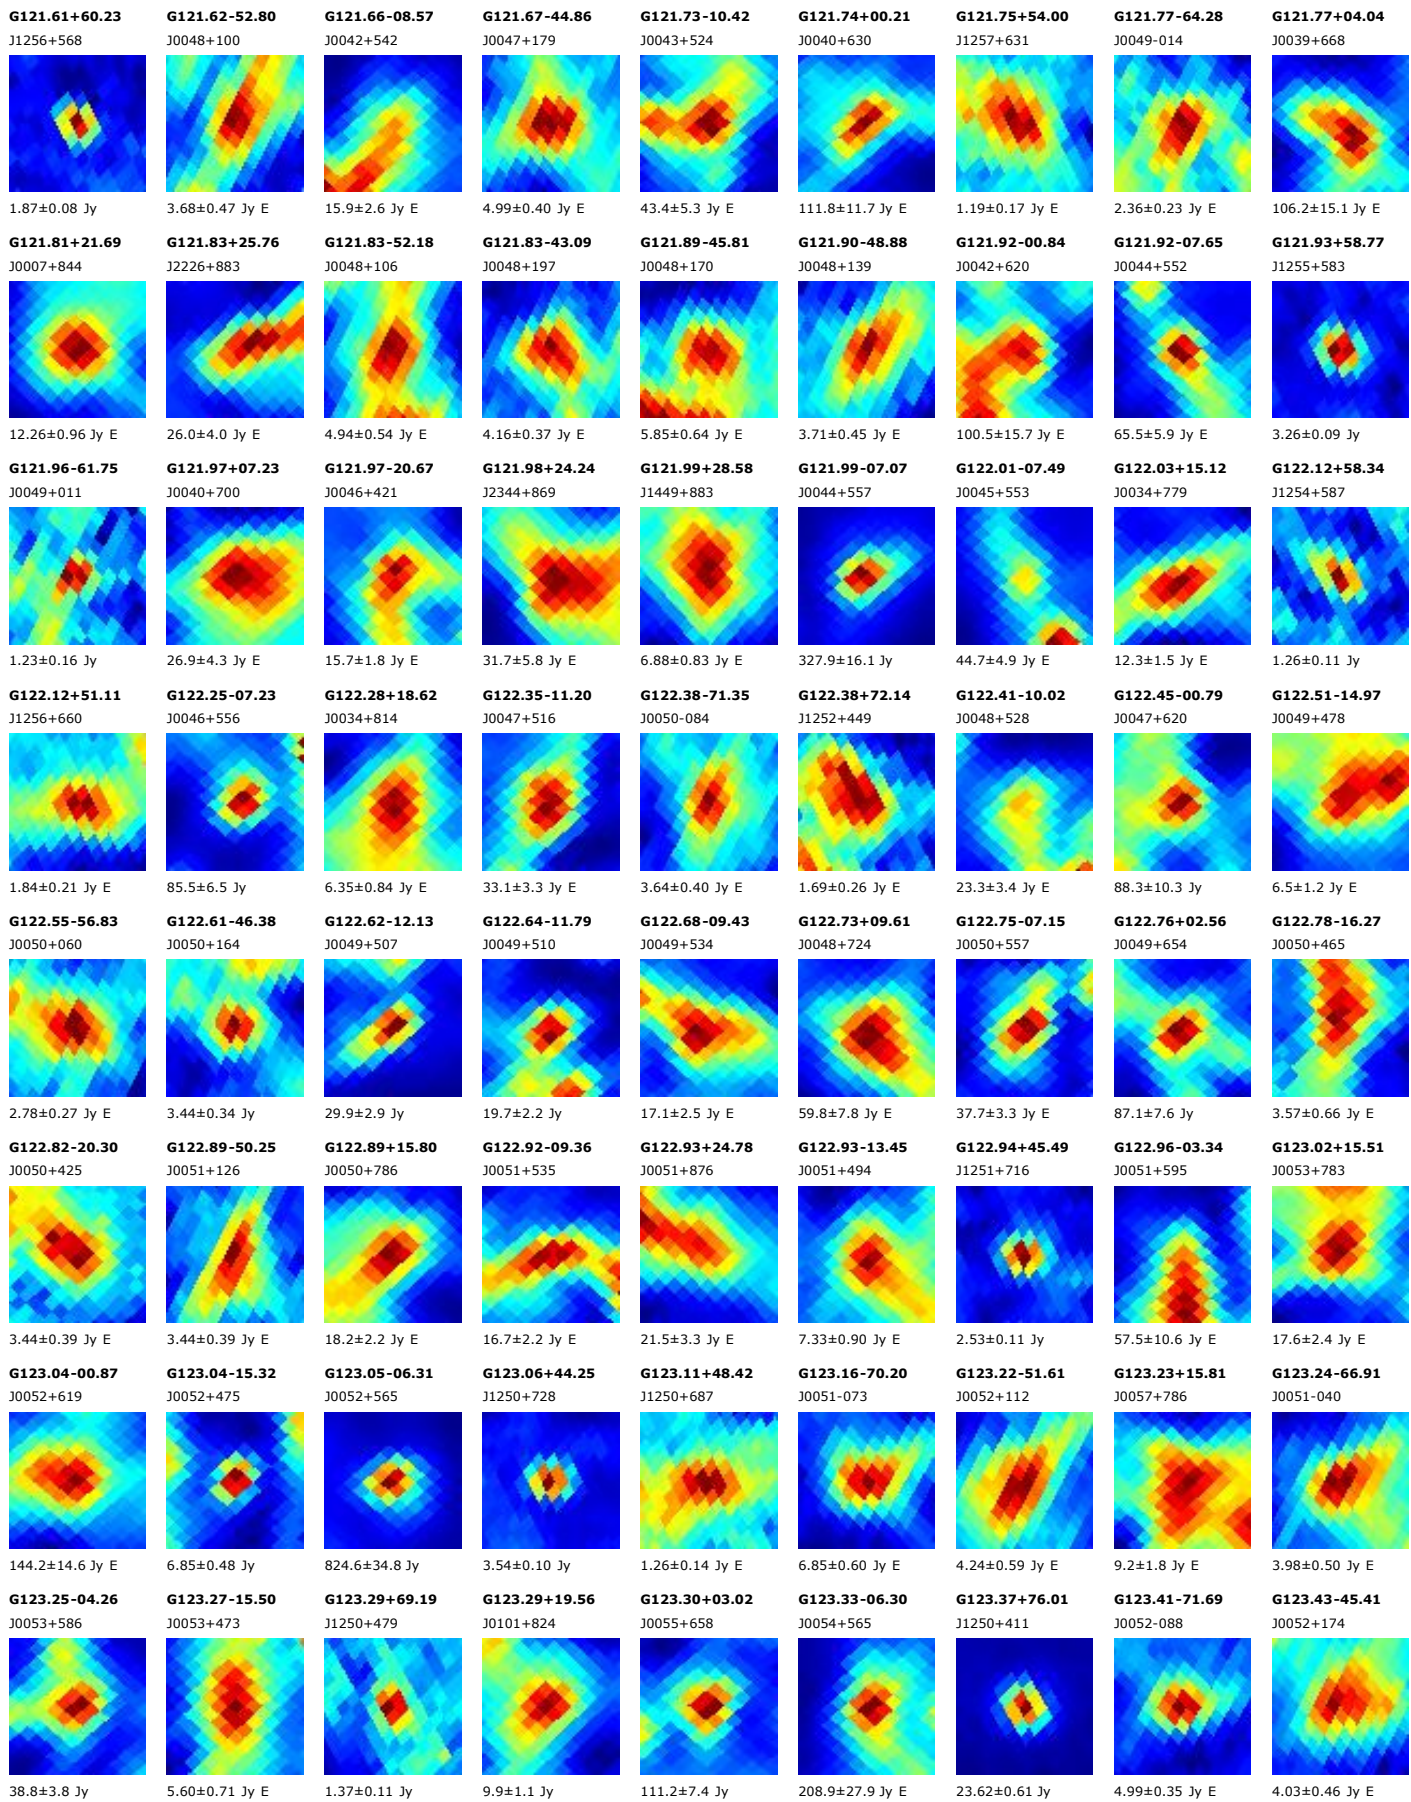 G121.61+60.23 G121.62-52.80 G121.66-08.57 G121.67-44.86 G121.73-10.42 G121.74+00.21 G121.75+54.00 G121.77-64.28 G121.77+04.04
J1256+568 J0048+100 J0042+542 J0047+179 J0043+524 J0040+630 J1257+631 J0049-014 J0039+668
1.87±0.08 Jy 3.68±0.47 Jy E 15.9±2.6 Jy E 4.99±0.40 Jy E 43.4±5.3 Jy E 111.8±11.7 Jy E 1.19±0.17 Jy E 2.36±0.23 Jy E 106.2±15.1 Jy E
G121.81+21.69 G121.83+25.76 G121.83-52.18 G121.83-43.09 G121.89-45.81 G121.90-48.88 G121.92-00.84 G121.92-07.65 G121.93+58.77
J0007+844 J2226+883 J0048+106 J0048+197 J0048+170 J0048+139 J0042+620 J0044+552 J1255+583
12.26±0.96 Jy E 26.0±4.0 Jy E 4.94±0.54 Jy E 4.16±0.37 Jy E 5.85±0.64 Jy E 3.71±0.45 Jy E 100.5±15.7 Jy E 65.5±5.9 Jy E 3.26±0.09 Jy
G121.96-61.75 G121.97+07.23 G121.97-20.67 G121.98+24.24 G121.99+28.58 G121.99-07.07 G122.01-07.49 G122.03+15.12 G122.12+58.34
J0049+011 J0040+700 J0046+421 J2344+869 J1449+883 J0044+557 J0045+553 J0034+779 J1254+587
1.23±0.16 Jy 26.9±4.3 Jy E 15.7±1.8 Jy E 31.7±5.8 Jy E 6.88±0.83 Jy E 327.9±16.1 Jy 44.7±4.9 Jy E 12.3±1.5 Jy E 1.26±0.11 Jy
G122.12+51.11 G122.25-07.23 G122.28+18.62 G122.35-11.20 G122.38-71.35 G122.38+72.14 G122.41-10.02 G122.45-00.79 G122.51-14.97
J1256+660 J0046+556 J0034+814 J0047+516 J0050-084 J1252+449 J0048+528 J0047+620 J0049+478
1.84±0.21 Jy E 85.5±6.5 Jy 6.35±0.84 Jy E 33.1±3.3 Jy E 3.64±0.40 Jy E 1.69±0.26 Jy E 23.3±3.4 Jy E 88.3±10.3 Jy 6.5±1.2 Jy E
G122.55-56.83 G122.61-46.38 G122.62-12.13 G122.64-11.79 G122.68-09.43 G122.73+09.61 G122.75-07.15 G122.76+02.56 G122.78-16.27
J0050+060 J0050+164 J0049+507 J0049+510 J0049+534 J0048+724 J0050+557 J0049+654 J0050+465
2.78±0.27 Jy E 3.44±0.34 Jy 29.9±2.9 Jy 19.7±2.2 Jy 17.1±2.5 Jy E 59.8±7.8 Jy E 37.7±3.3 Jy E 87.1±7.6 Jy 3.57±0.66 Jy E
G122.82-20.30 G122.89-50.25 G122.89+15.80 G122.92-09.36 G122.93+24.78 G122.93-13.45 G122.94+45.49 G122.96-03.34 G123.02+15.51
J0050+425 J0051+126 J0050+786 J0051+535 J0051+876 J0051+494 J1251+716 J0051+595 J0053+783
3.44±0.39 Jy E 3.44±0.39 Jy E 18.2±2.2 Jy E 16.7±2.2 Jy E 21.5±3.3 Jy E 7.33±0.90 Jy E 2.53±0.11 Jy 57.5±10.6 Jy E 17.6±2.4 Jy E
G123.04-00.87 G123.04-15.32 G123.05-06.31 G123.06+44.25 G123.11+48.42 G123.16-70.20 G123.22-51.61 G123.23+15.81 G123.24-66.91
J0052+619 J0052+475 J0052+565 J1250+728 J1250+687 J0051-073 J0052+112 J0057+786 J0051-040
144.2±14.6 Jy E 6.85±0.48 Jy 824.6±34.8 Jy 3.54±0.10 Jy 1.26±0.14 Jy E 6.85±0.60 Jy E 4.24±0.59 Jy E 9.2±1.8 Jy E 3.98±0.50 Jy E
G123.25-04.26 G123.27-15.50 G123.29+69.19 G123.29+19.56 G123.30+03.02 G123.33-06.30 G123.37+76.01 G123.41-71.69 G123.43-45.41
J0053+586 J0053+473 J1250+479 J0101+824 J0055+658 J0054+565 J1250+411 J0052-088 J0052+174
38.8±3.8 Jy 5.60±0.71 Jy E 1.37±0.11 Jy 9.9±1.1 Jy 111.2±7.4 Jy 208.9±27.9 Jy E 23.62±0.61 Jy 4.99±0.35 Jy E 4.03±0.46 Jy E